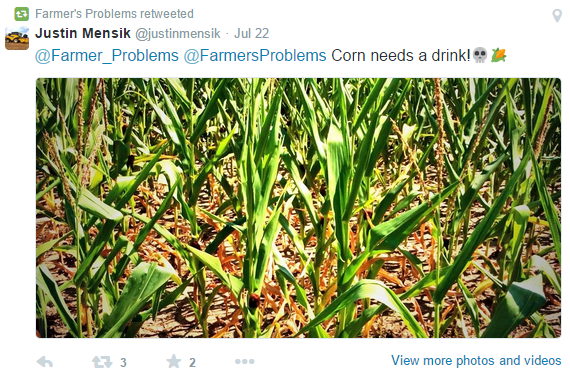 Farmer's Problems retweeted
Justin Mensik @justinmensik · Jul 22
@Farmer_Problems @FarmersProblems Corn needs a drink!💀🌽
3 2 View more photos and videos